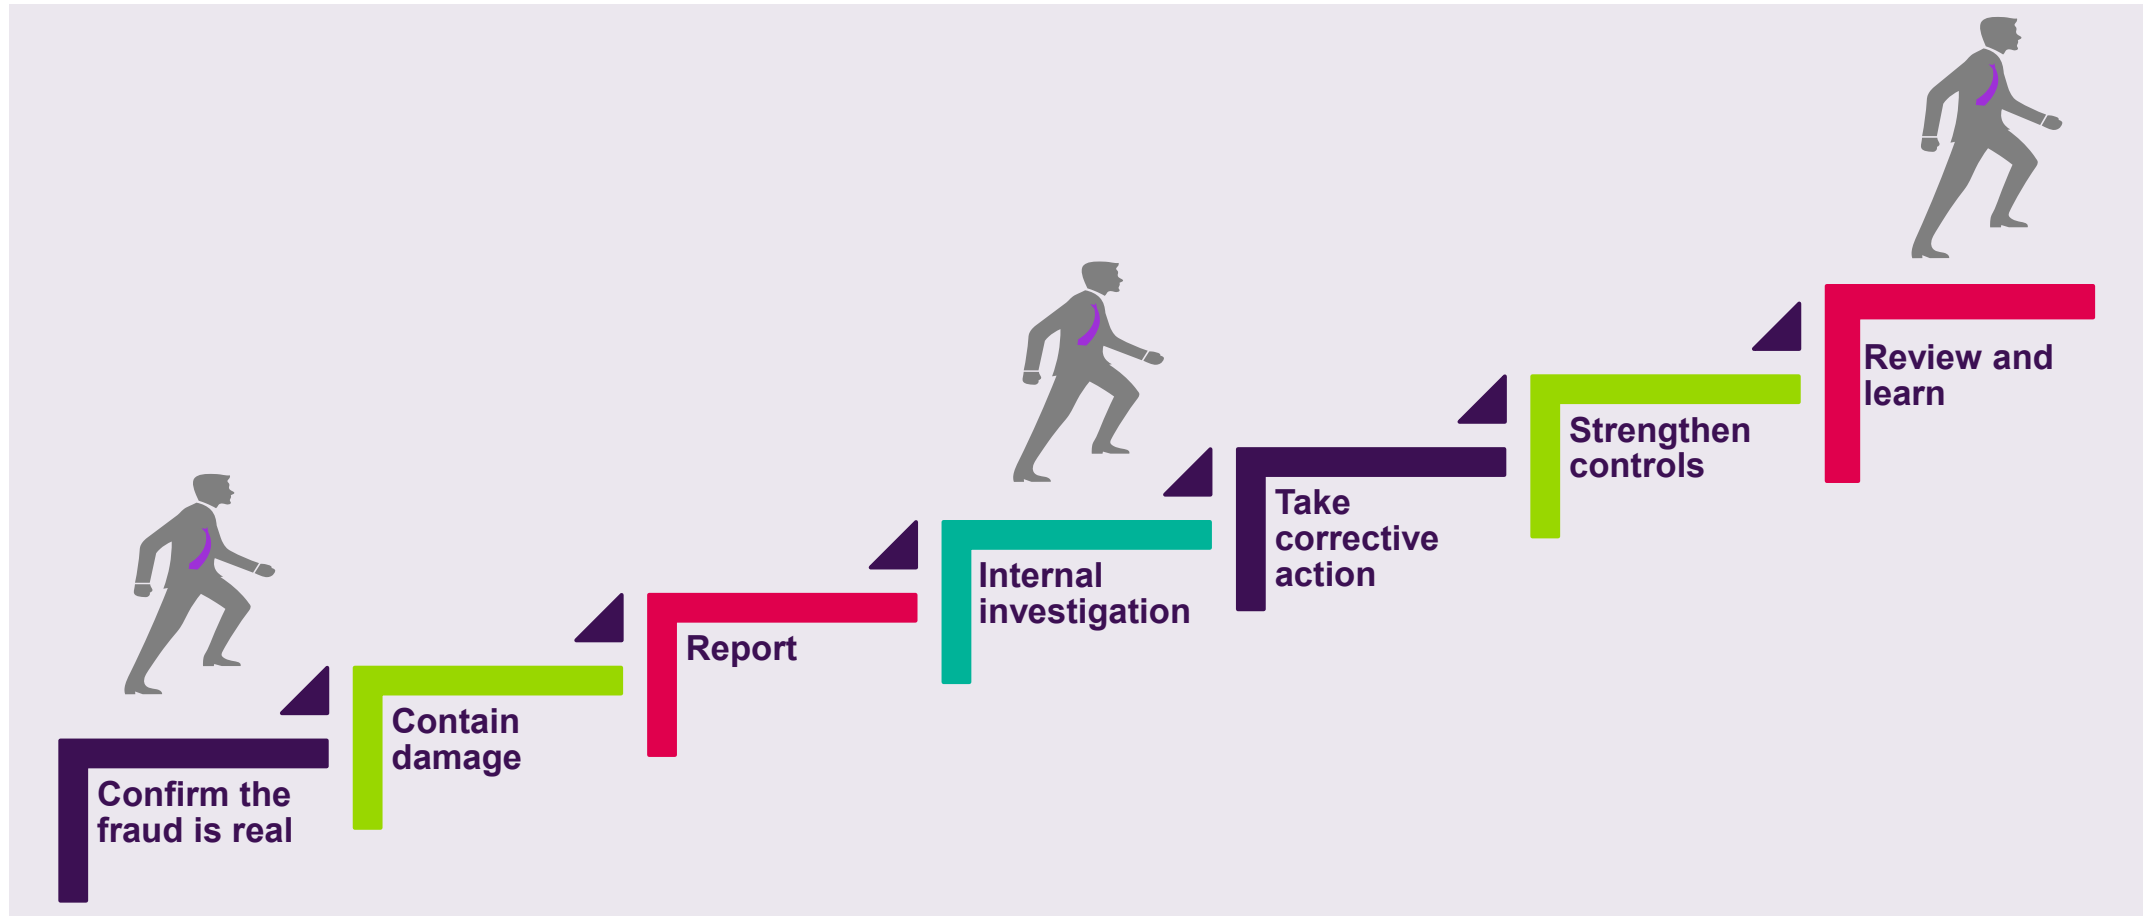 Confirm the
fraud is real
Contain
damage
Report
Internal
investigation
Take
corrective
action
Strengthen
controls
Review and
learn